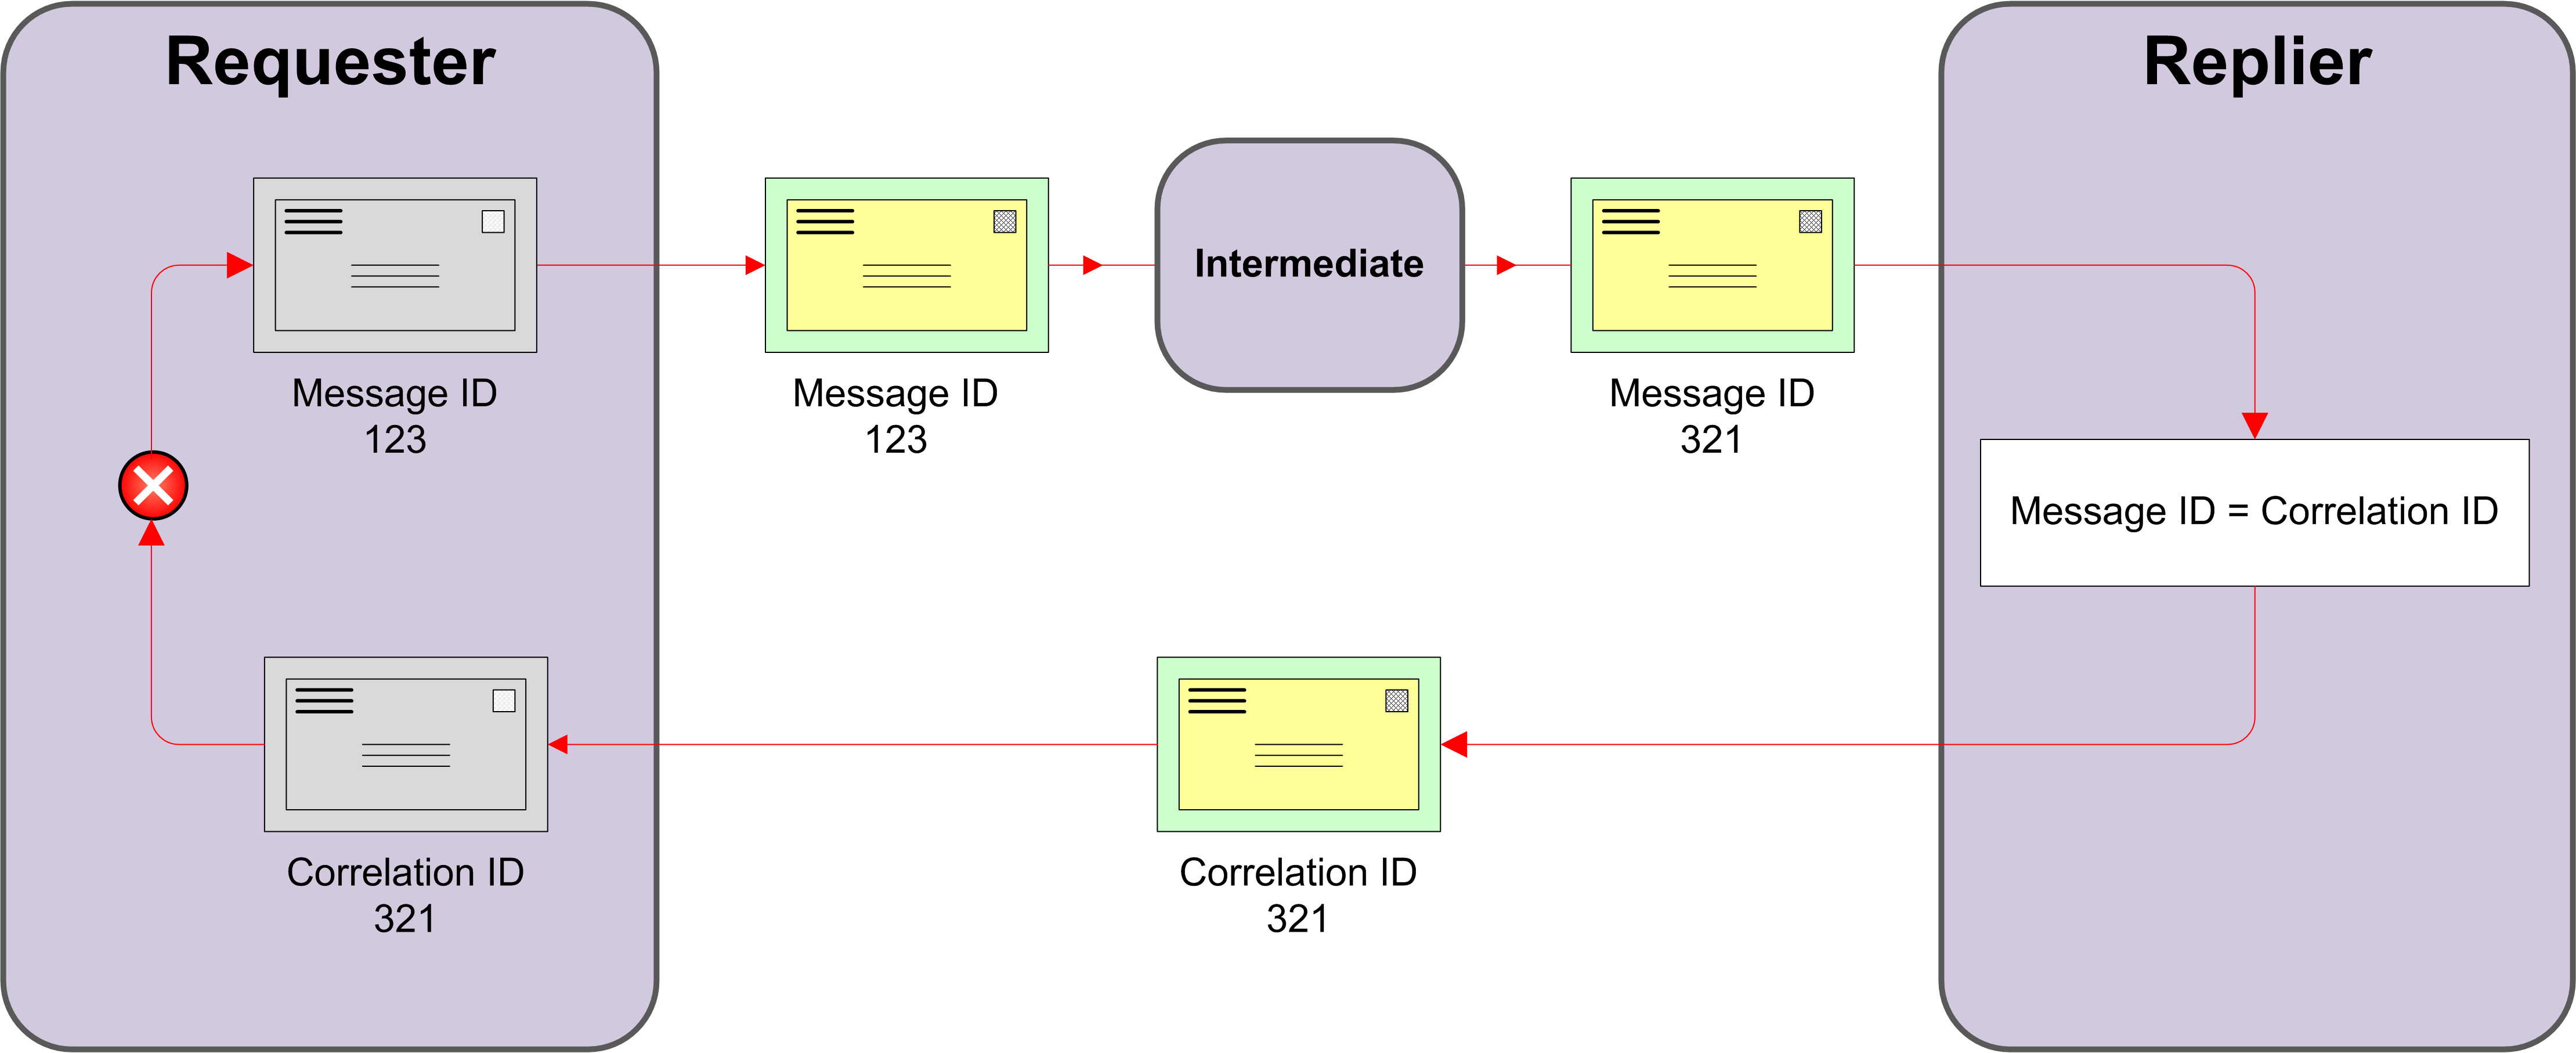 Requester
Replier
Intermediate
Message ID
123
Message ID
123
Message ID
321
Message ID = Correlation ID
Correlation ID
321
Correlation ID
321